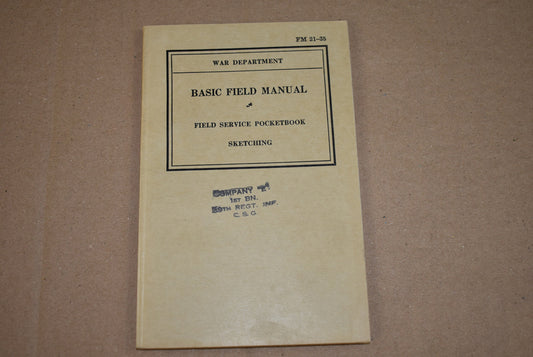 FM 21-35
WAR DEPARTMENT
BASIC FIELD MANUAL
FIELD SERVICE POCKETBOOK
SKETCHING
COMPANY
1ST BN.
REGT. INF.
C. S. G.